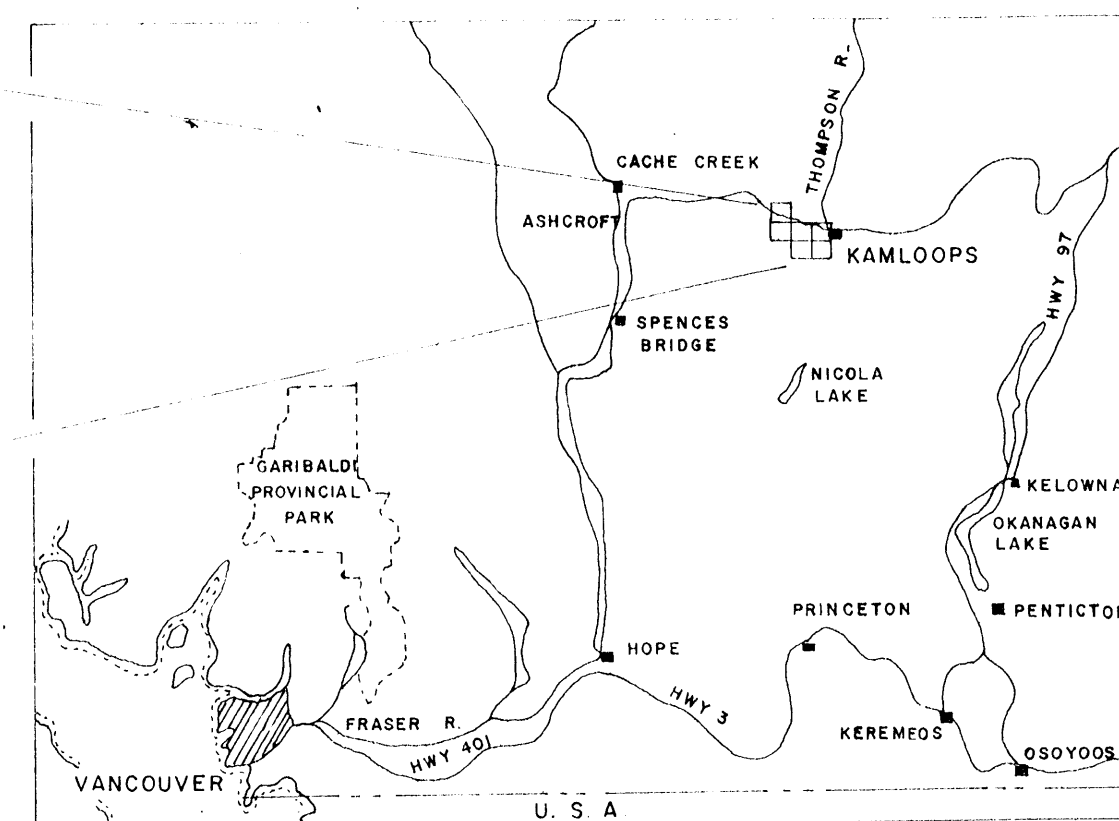 THOMPSON R.
CACHE CREEK
ASHCROFT
KAMLOOPS
HWY 97
SPENCES
BRIDGE
NICOLA
LAKE
GARIBALDI
PROVINCIAL
PARK
KELOWNA
OKANAGAN
LAKE
PRINCETON
PENTICTON
HOPE
HWY 3
FRASER R.
HWY 401
KEREMEOS
OSOYOOS
VANCOUVER
U. S. A